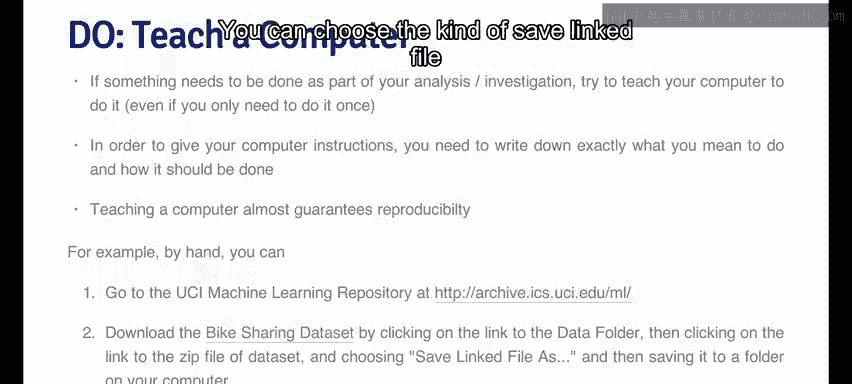 DO: Teach a Computer
You can choose the kind of save linked
file
· If something needs to be done as part of your analysis / investigation, try to teach your computer to
do it (even if you only need to do it once)
· In order to give your computer instructions, you need to write down exactly what you mean to do
and how it should be done
· Teaching a computer almost guarantees reproducibilty
For example, by hand, you can
1. Go to the UCI Machine Learning Repository at http://archive.ics.uci.edu/ml/
2. Download the Bike Sharing Dataset by clicking on the link to the Data Folder, then clicking on the
link to the zip file of dataset, and choosing "Save Linked File As..." and then saving it to a folder
on your computer